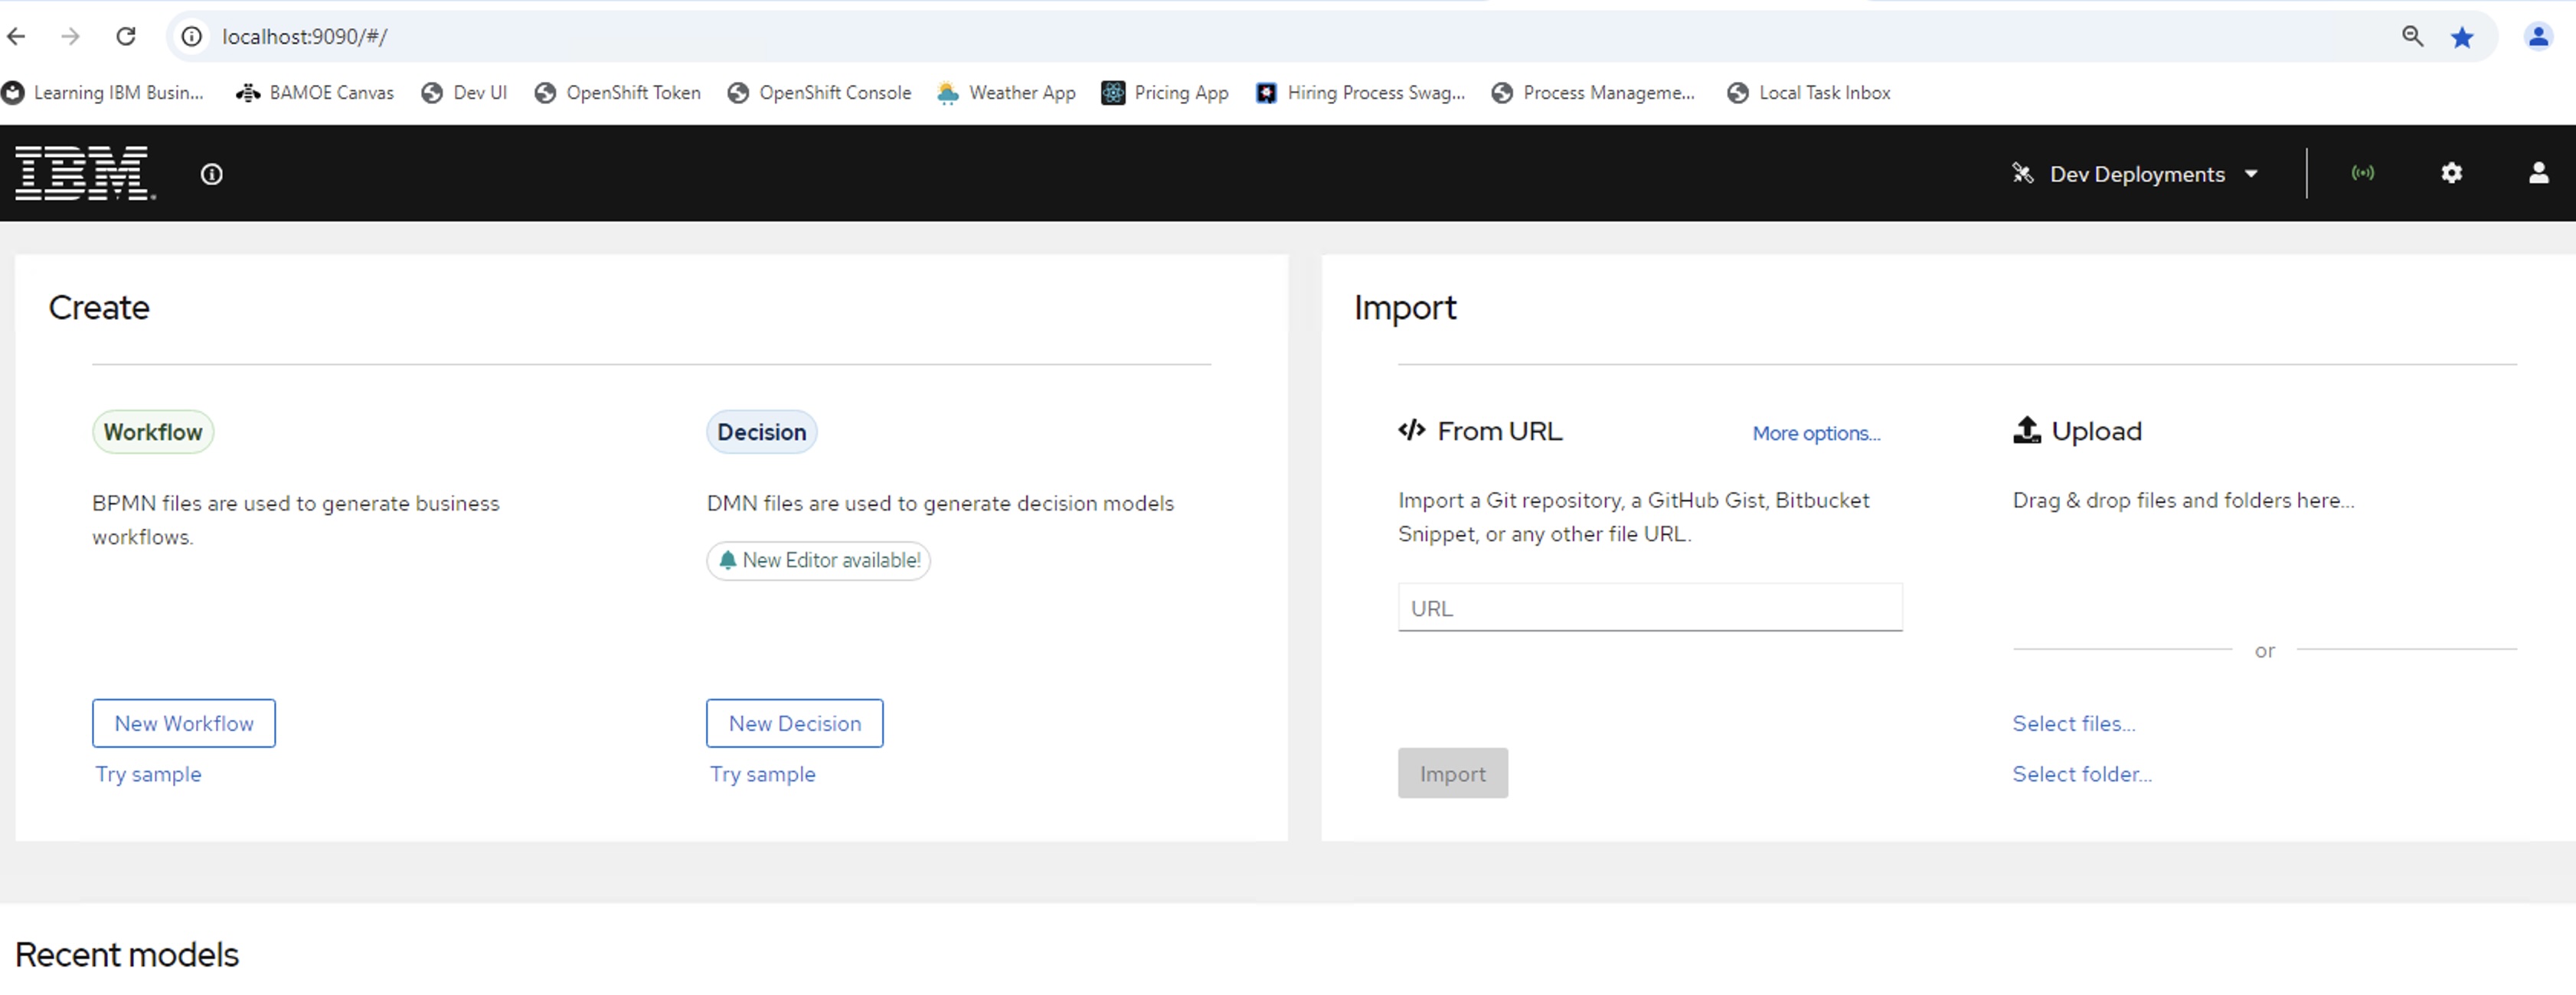 localhost:9090/#/
Learning IBM Busin... BAMOE Canvas Dev UI OpenShift Token OpenShift Console Weather App Pricing App Hiring Process Swag... Process Manageme... Local Task Inbox
IBM Dev Deployments
Create
Workflow
BPMN files are used to generate business
workflows.
New Workflow
Try sample
Decision
DMN files are used to generate decision models
New Editor available!
New Decision
Try sample
Import
From URL More options...
Import a Git repository, a GitHub Gist, Bitbucket
Snippet, or any other file URL.
URL
Import
Upload
Drag & drop files and folders here...
or
Select files...
Select folder...
Recent models